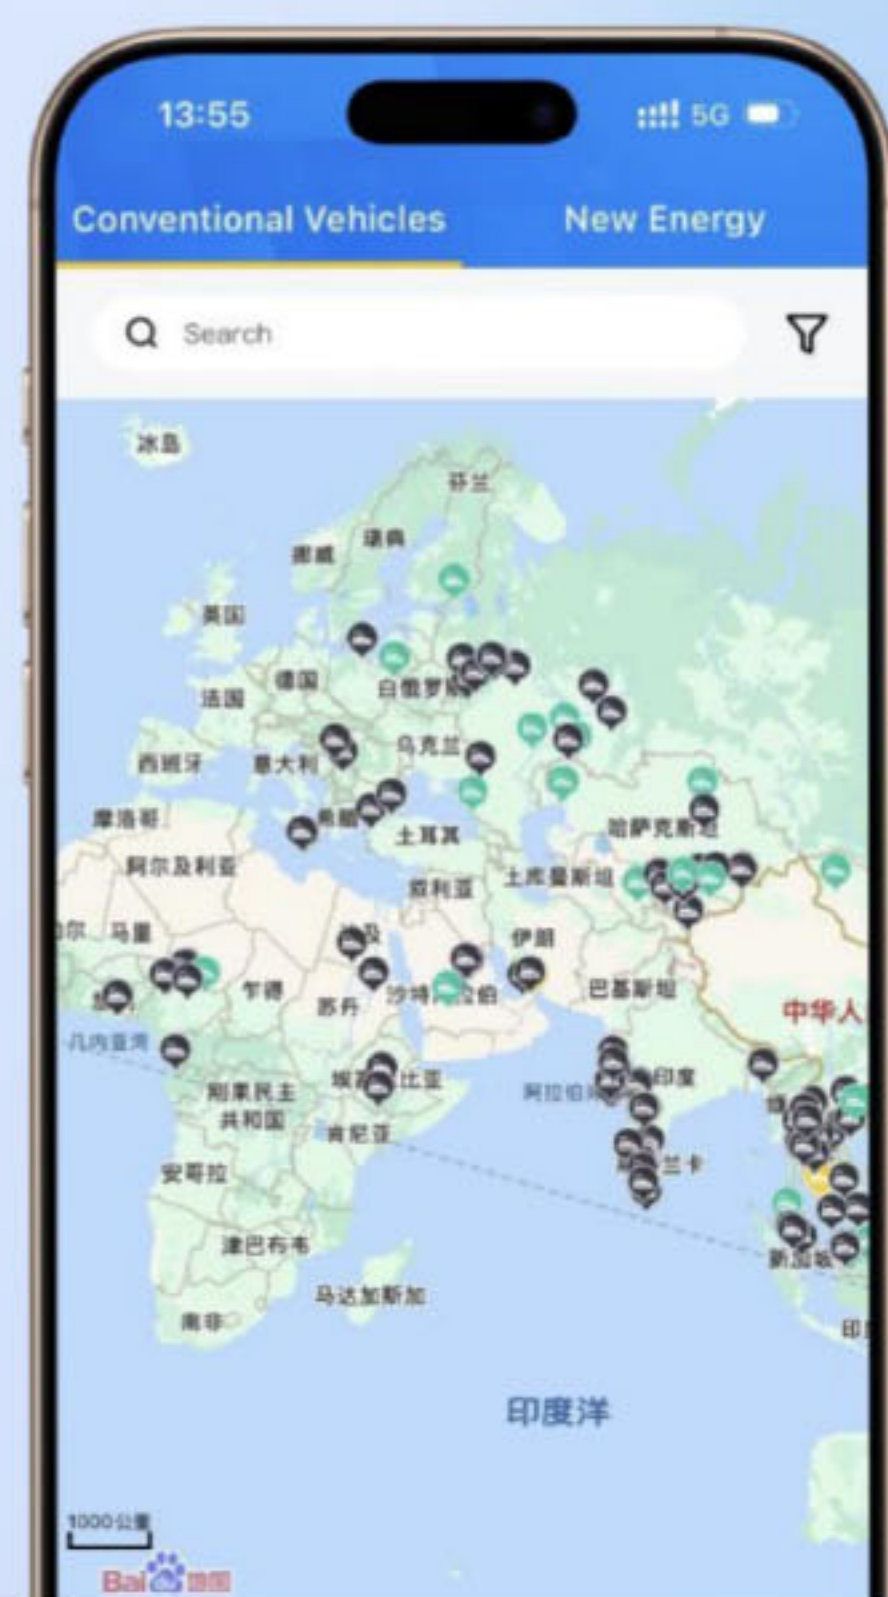 13:55
5G
Conventional Vehicles
New Energy
Search
冰岛
芬兰
瑞典
挪威
英国
德国
白俄罗斯
法国
乌克兰
西班牙
意大利
摩洛哥
希腊
哈萨克斯坦
土耳其
阿尔及利亚
叙利亚
土库曼斯坦
马里
伊朗
乍得
苏丹
巴基斯坦
中华人
几内亚湾
印度
刚果民主
共和国
肯尼亚
兰卡
安哥拉
津巴布韦
新加坡
马达加斯加
南非
印度洋
1000公里
Bai 地图